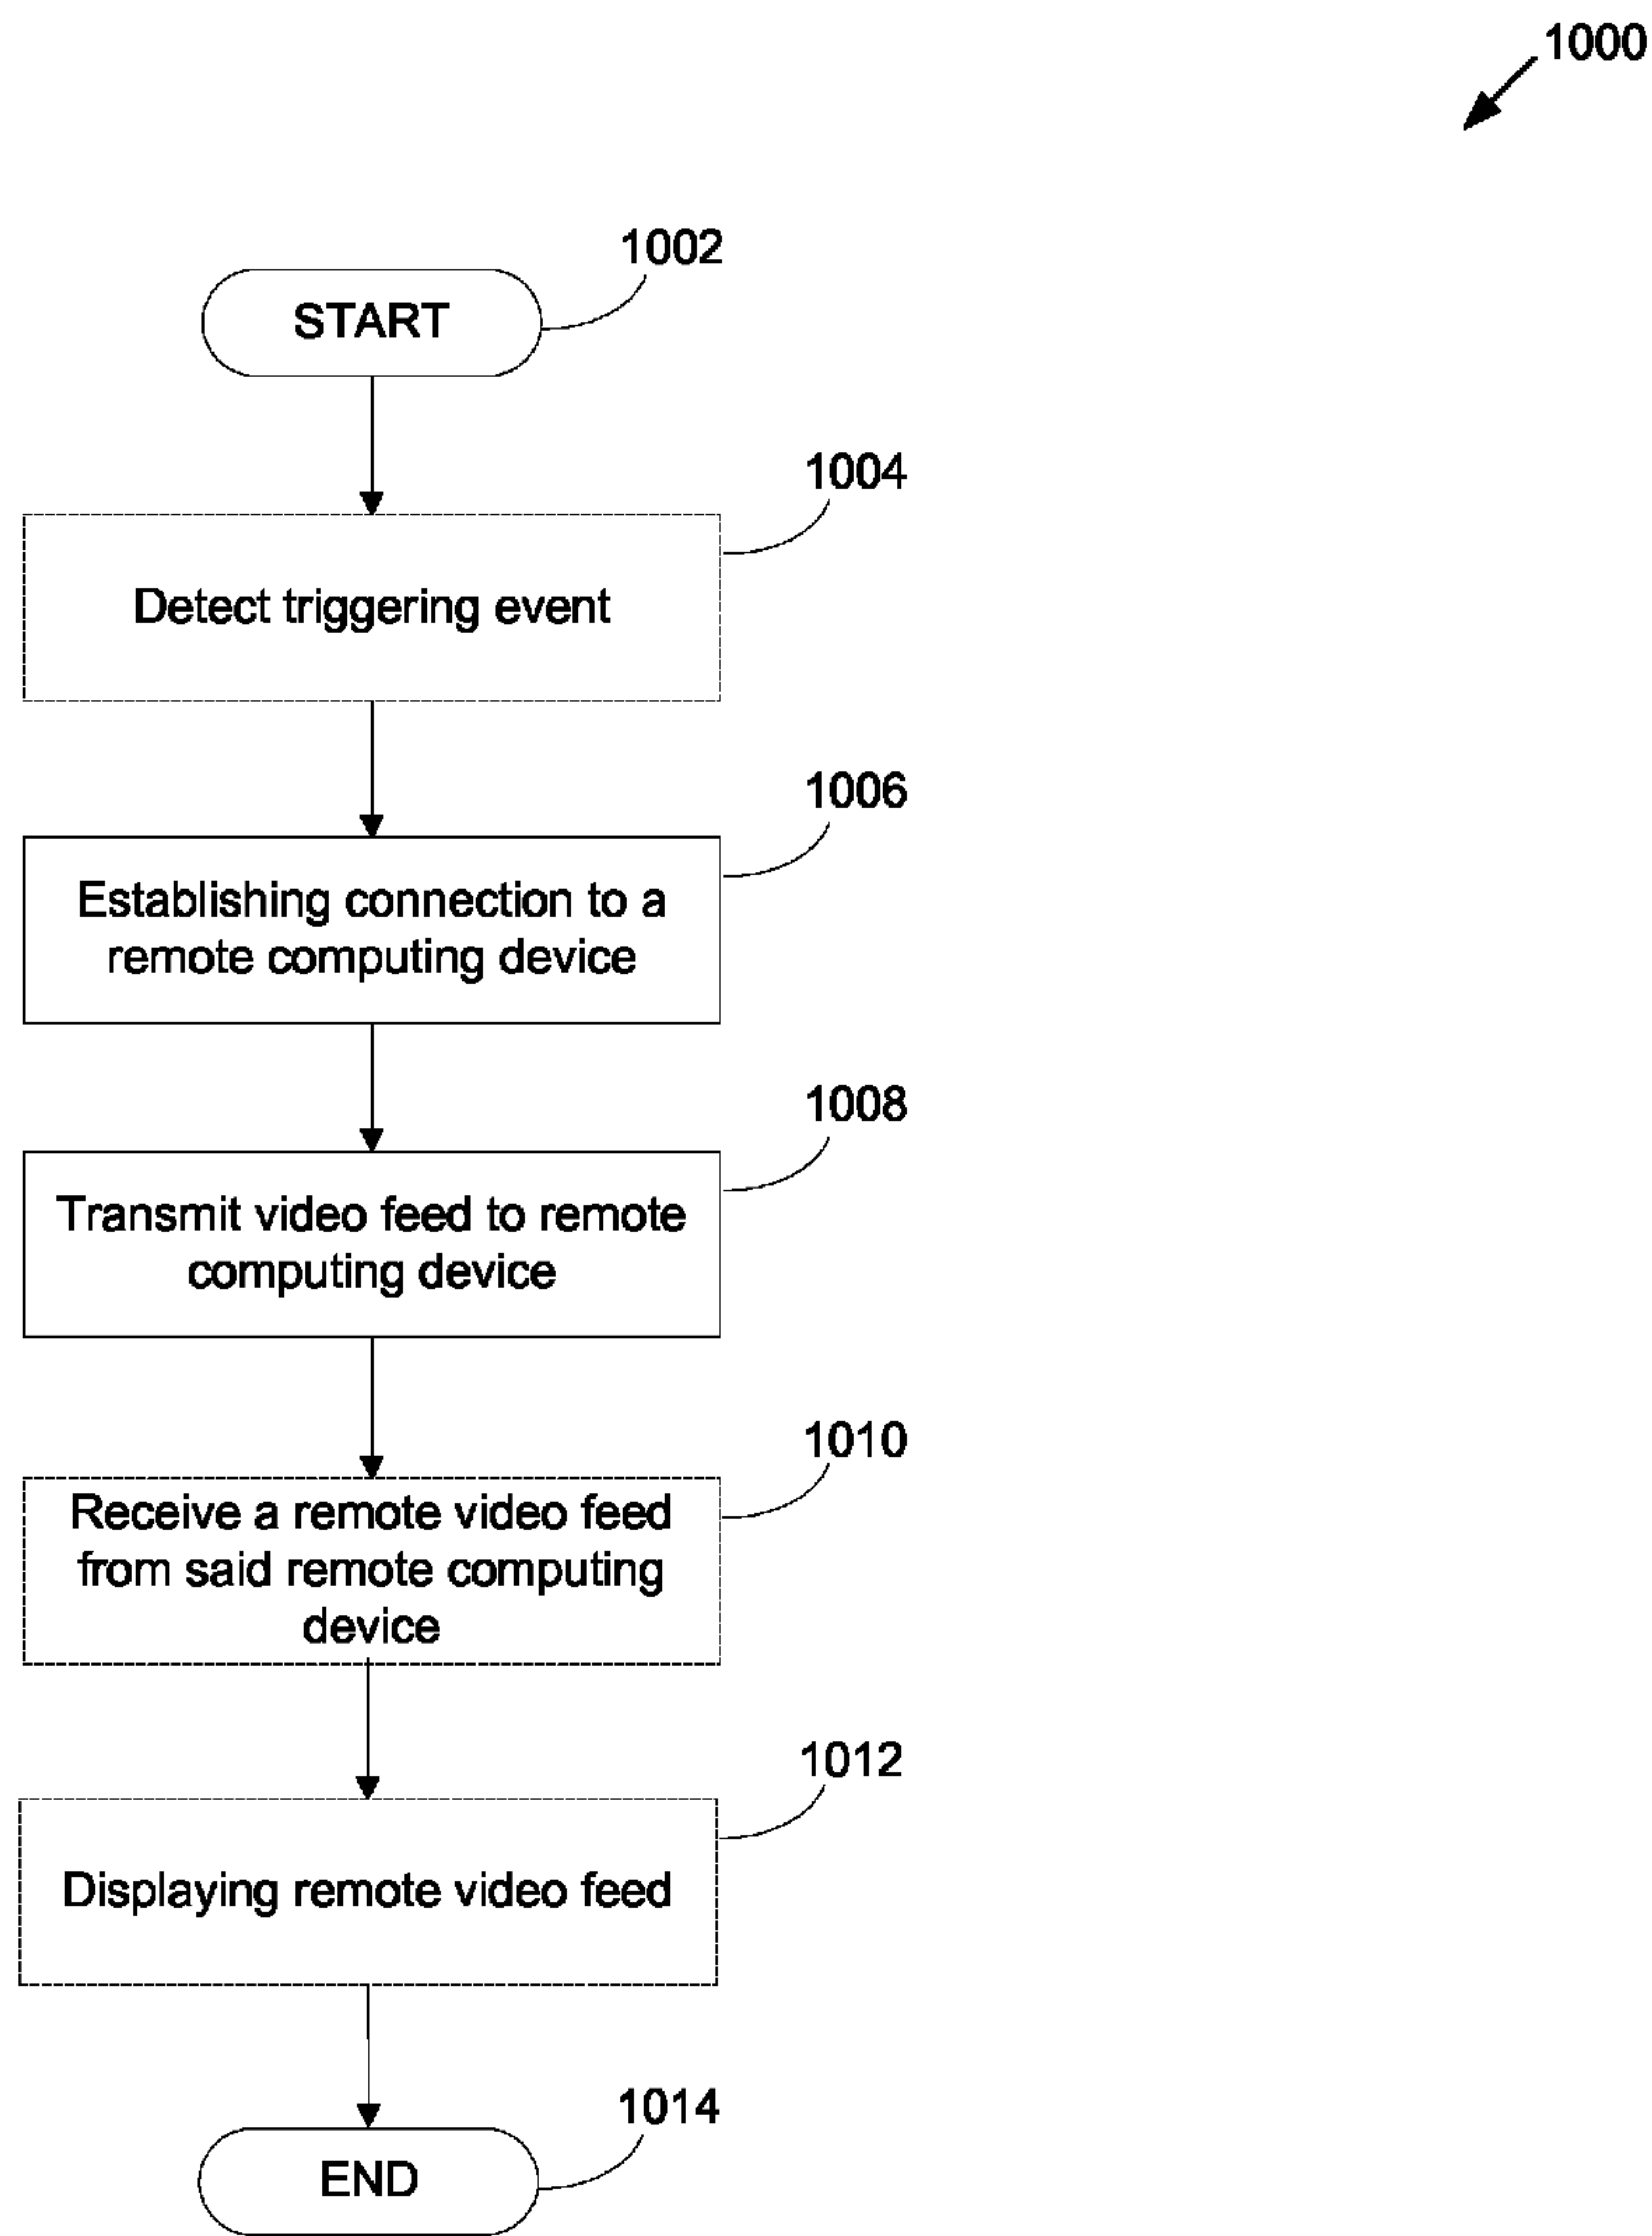 1000
1002
START
1004
Detect triggering event
1006
Establishing connection to a
remote computing device
1008
Transmit video feed to remote
computing device
1010
Receive a remote video feed
from said remote computing
device
1012
Displaying remote video feed
1014
END